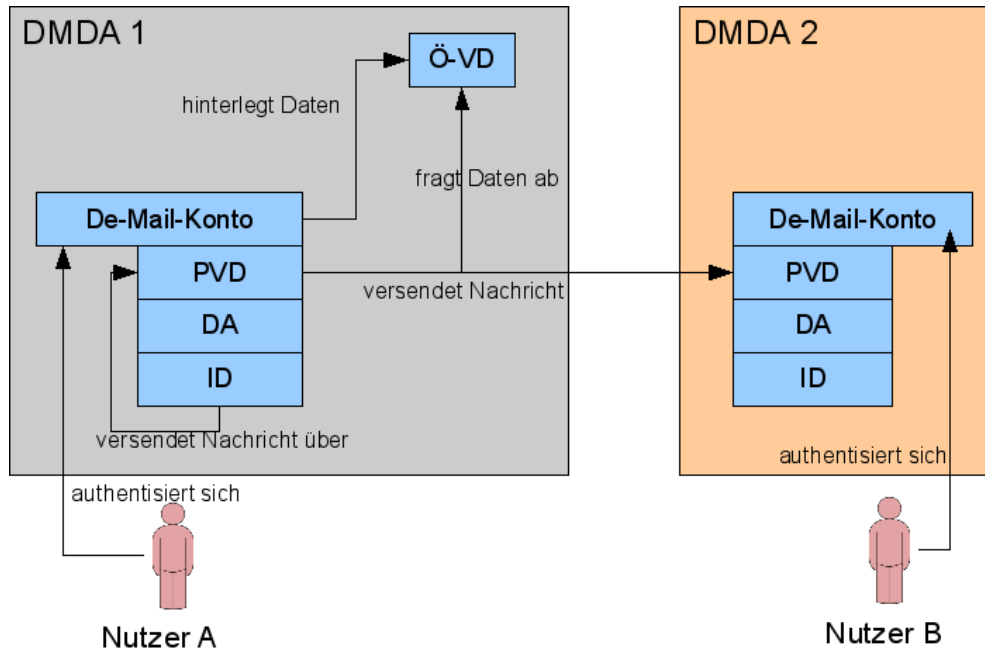 DMDA 1
DMDA 2
Ö-VD
hinterlegt Daten
fragt Daten ab
De-Mail-Konto
De-Mail-Konto
PVD
PVD
versendet Nachricht
DA
DA
ID
ID
versendet Nachricht über
authentisiert sich
authentisiert sich
Nutzer A
Nutzer B